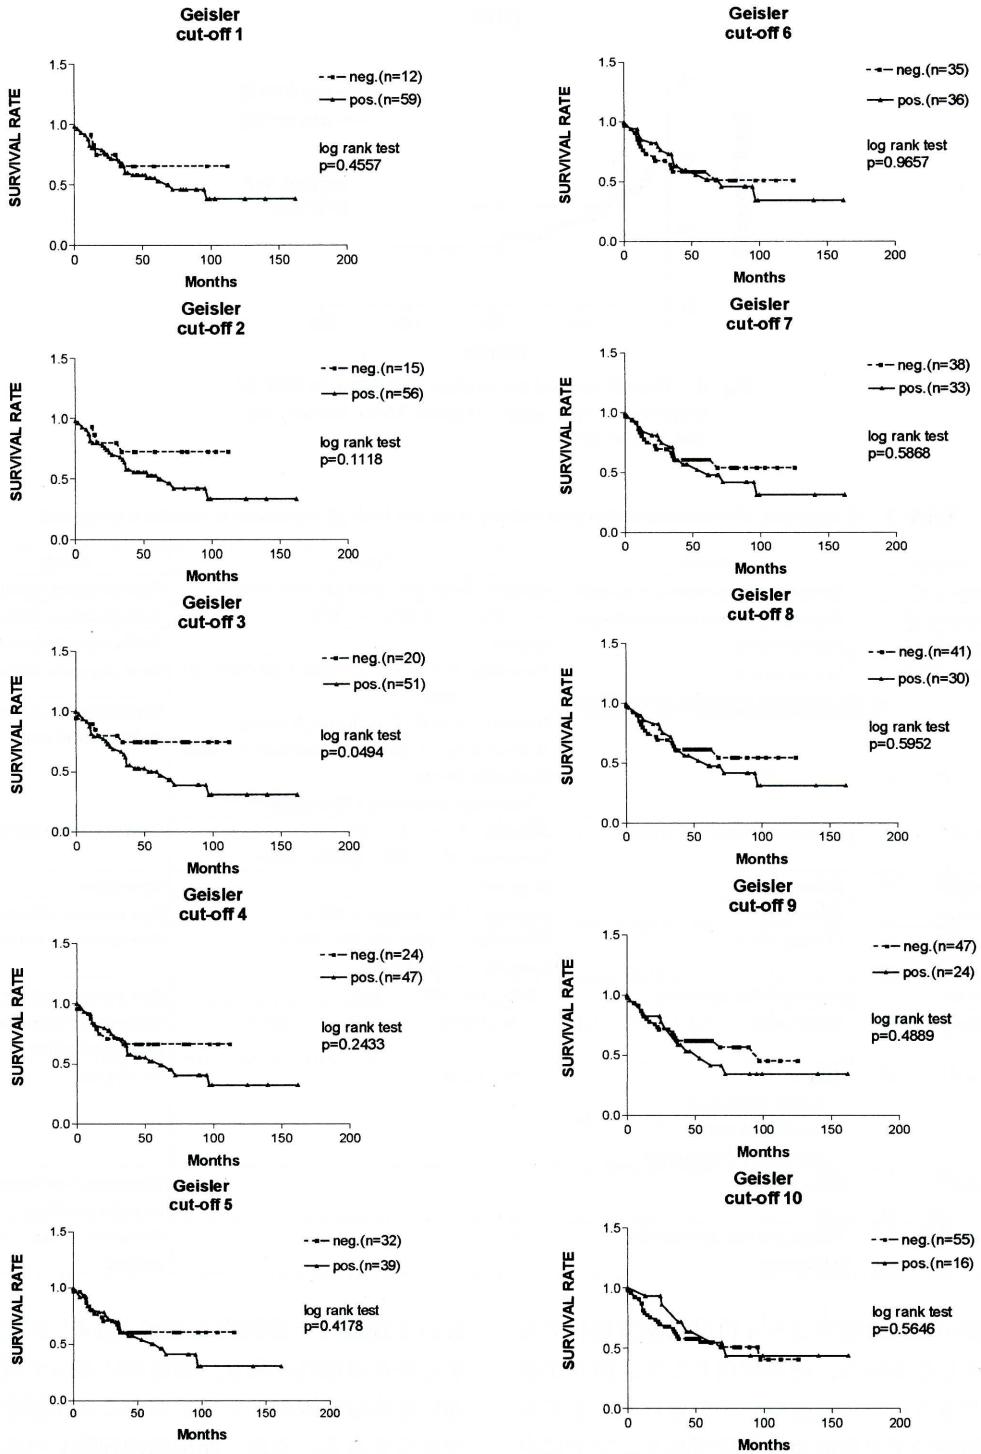 Geisler
cut-off 1
SURVIVAL RATE
1.5
1.0
0.5
0.0
0
50
100
150
200
Months
neg.(n=12)
pos.(n=59)
log rank test
p=0.4557
Geisler
cut-off 2
SURVIVAL RATE
1.5
1.0
0.5
0.0
0
50
100
150
200
Months
neg.(n=15)
pos.(n=56)
log rank test
p=0.1118
Geisler
cut-off 3
SURVIVAL RATE
1.5
1.0
0.5
0.0
0
50
100
150
200
Months
neg.(n=20)
pos.(n=51)
log rank test
p=0.0494
Geisler
cut-off 4
SURVIVAL RATE
1.5
1.0
0.5
0.0
0
50
100
150
200
Months
neg.(n=24)
pos.(n=47)
log rank test
p=0.2433
Geisler
cut-off 5
SURVIVAL RATE
1.5
1.0
0.5
0.0
0
50
100
150
200
Months
neg.(n=32)
pos.(n=39)
log rank test
p=0.4178
Geisler
cut-off 6
SURVIVAL RATE
1.5
1.0
0.5
0.0
0
50
100
150
200
Months
neg.(n=35)
pos.(n=36)
log rank test
p=0.9657
Geisler
cut-off 7
SURVIVAL RATE
1.5
1.0
0.5
0.0
0
50
100
150
200
Months
neg.(n=38)
pos.(n=33)
log rank test
p=0.5868
Geisler
cut-off 8
SURVIVAL RATE
1.5
1.0
0.5
0.0
0
50
100
150
200
Months
neg.(n=41)
pos.(n=30)
log rank test
p=0.5952
Geisler
cut-off 9
SURVIVAL RATE
1.5
1.0
0.5
0.0
0
50
100
150
200
Months
neg.(n=47)
pos.(n=24)
log rank test
p=0.4889
Geisler
cut-off 10
SURVIVAL RATE
1.5
1.0
0.5
0.0
0
50
100
150
200
Months
neg.(n=55)
pos.(n=16)
log rank test
p=0.5646